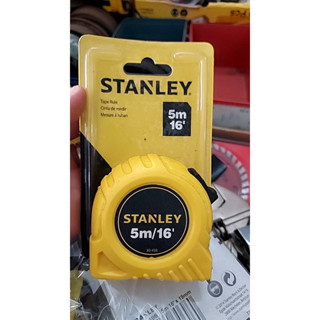 STANLEY
Tape Rule
Cinta de medir
Mesure à ruban
5m
16'
STANLEY
5m/16'